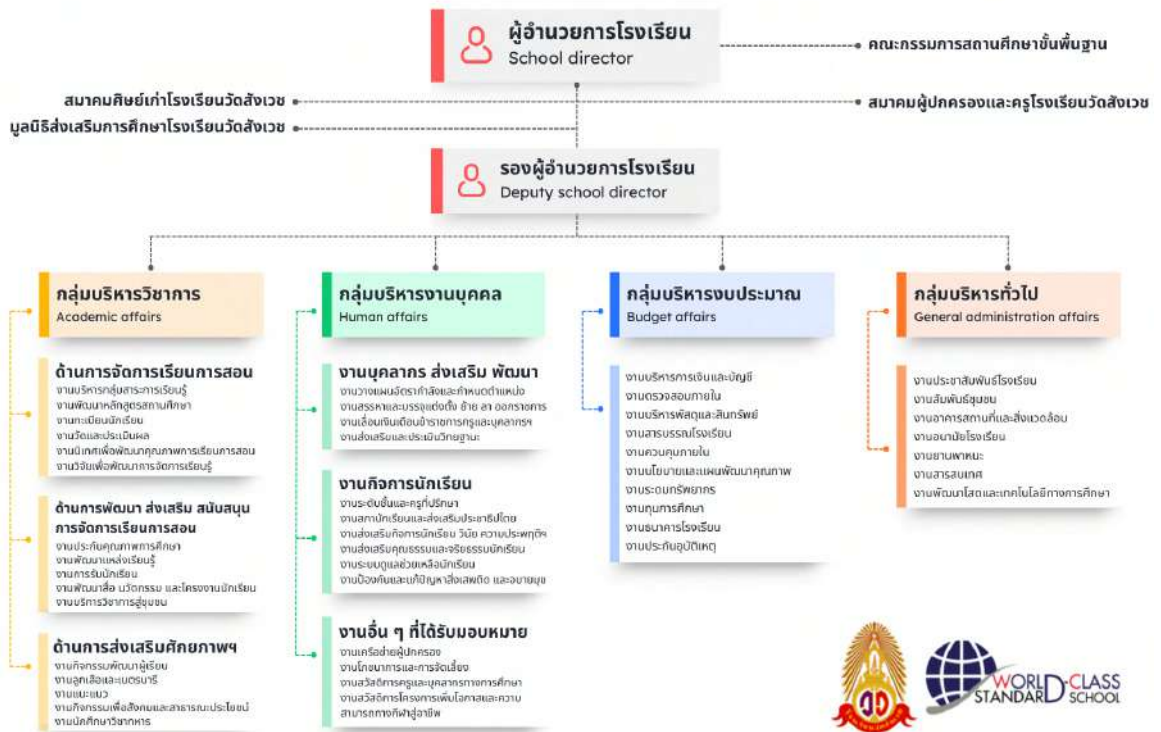 ผู้อำนวยการโรงเรียน
School director
คณะกรรมการสถานศึกษาขั้นพื้นฐาน
สมาคมศิษย์เก่าโรงเรียนวัดสังเวช
สมาคมผู้ปกครองและครูโรงเรียนวัดสังเวช
มูลนิธิส่งเสริมการศึกษาโรงเรียนวัดสังเวช
รองผู้อำนวยการโรงเรียน
Deputy school director
กลุ่มบริหารวิชาการ
Academic affairs
ด้านการจัดการเรียนการสอน
งานบริหารกลุ่มสาระการเรียนรู้
งานพัฒนาหลักสูตรสถานศึกษา
งานทะเบียนนักเรียน
งานวัดและประเมินผล
งานนิเทศเพื่อพัฒนาคุณภาพการเรียนการสอน
งานวิจัยเพื่อพัฒนาการจัดการเรียนรู้
ด้านการพัฒนา ส่งเสริม สนับสนุน
การจัดการเรียนการสอน
งานประกันคุณภาพการศึกษา
งานพัฒนาแหล่งเรียนรู้
งานการรับนักเรียน
งานพัฒนาสื่อ นวัตกรรม และโครงงานนักเรียน
งานบริการวิชาการสู่ชุมชน
ด้านการส่งเสริมศักยภาพฯ
งานกิจกรรมพัฒนาผู้เรียน
งานลูกเสือและเนตรนารี
งานแนะแนว
งานกิจกรรมเพื่อสังคมและสาธารณะประโยชน์
งานนักศึกษาวิชาทหาร
กลุ่มบริหารงานบุคคล
Human affairs
งานบุคลากร ส่งเสริม พัฒนา
งานวางแผนอัตรากำลังและกำหนดตำแหน่ง
งานสรรหาและบรรจุแต่งตั้ง ย้าย ลา ออกราชการ
งานเลื่อนเงินเดือนข้าราชการครูและบุคลากรฯ
งานส่งเสริมและประเมินวิทยฐานะ
งานกิจการนักเรียน
งานระดับชั้นและครูที่ปรึกษา
งานสภานักเรียนและส่งเสริมประชาธิปไตย
งานส่งเสริมกิจการนักเรียน วินัย ความประพฤติฯ
งานส่งเสริมคุณธรรมและจริยธรรมนักเรียน
งานระบบดูแลช่วยเหลือนักเรียน
งานป้องกันและแก้ปัญหาสิ่งเสพติด และอบายมุข
งานอื่น ๆ ที่ได้รับมอบหมาย
งานเครือข่ายผู้ปกครอง
งานโภชนาการและการจัดเลี้ยง
งานสวัสดิการครูและบุคลากรทางการศึกษา
งานสวัสดิการโครงการเพิ่มโอกาสและความ
สามารถทางกีฬาสู่อาชีพ
กลุ่มบริหารงบประมาณ
Budget affairs
งานบริหารการเงินและบัญชี
งานตรวจสอบภายใน
งานบริหารพัสดุและสินทรัพย์
งานสารบรรณโรงเรียน
งานควบคุมภายใน
งานนโยบายและแผนพัฒนาคุณภาพ
งานระดมทรัพยากร
งานทุนการศึกษา
งานธนาคารโรงเรียน
งานประกันอุบัติเหตุ
กลุ่มบริหารทั่วไป
General administration affairs
งานประชาสัมพันธ์โรงเรียน
งานสัมพันธ์ชุมชน
งานอาคารสถานที่และสิ่งแวดล้อม
งานอนามัยโรงเรียน
งานยานพาหนะ
งานสารสนเทศ
งานพัฒนาโสตและเทคโนโลยีทางการศึกษา
WORLD-CLASS
STANDARD SCHOOL